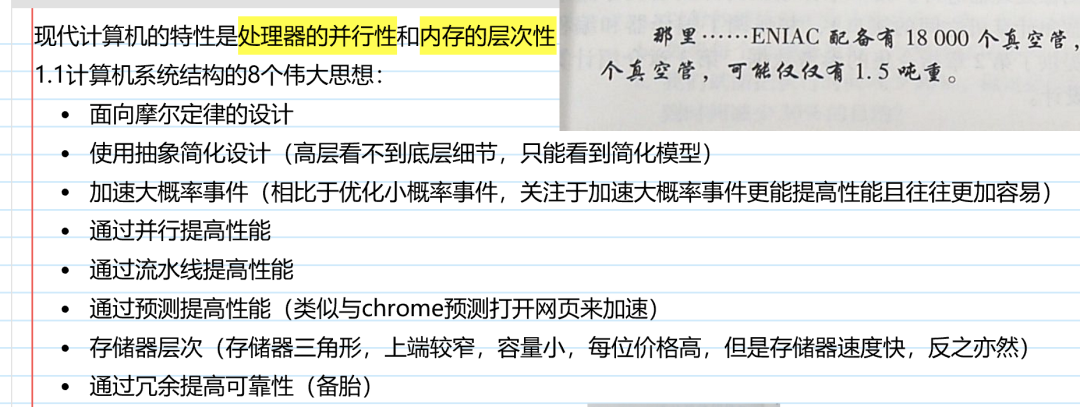 现代计算机的特性是处理器的并行性和内存的层次性
1.1计算机系统结构的8个伟大思想：
• 面向摩尔定律的设计
• 使用抽象简化设计（高层看不到底层细节，只能看到简化模型）
• 加速大概率事件（相比于优化小概率事件，关注于加速大概率事件更能提高性能且往往更加容易）
• 通过并行提高性能
• 通过流水线提高性能
• 通过预测提高性能（类似与chrome预测打开网页来加速）
• 存储器层次（存储器三角形，上端较窄，容量小，每位价格高，但是存储器速度快，反之亦然）
• 通过冗余提高可靠性（备胎）
那里……ENIAC 配备有 18 000 个真空管，
个真空管，可能仅仅有 1.5 吨重。